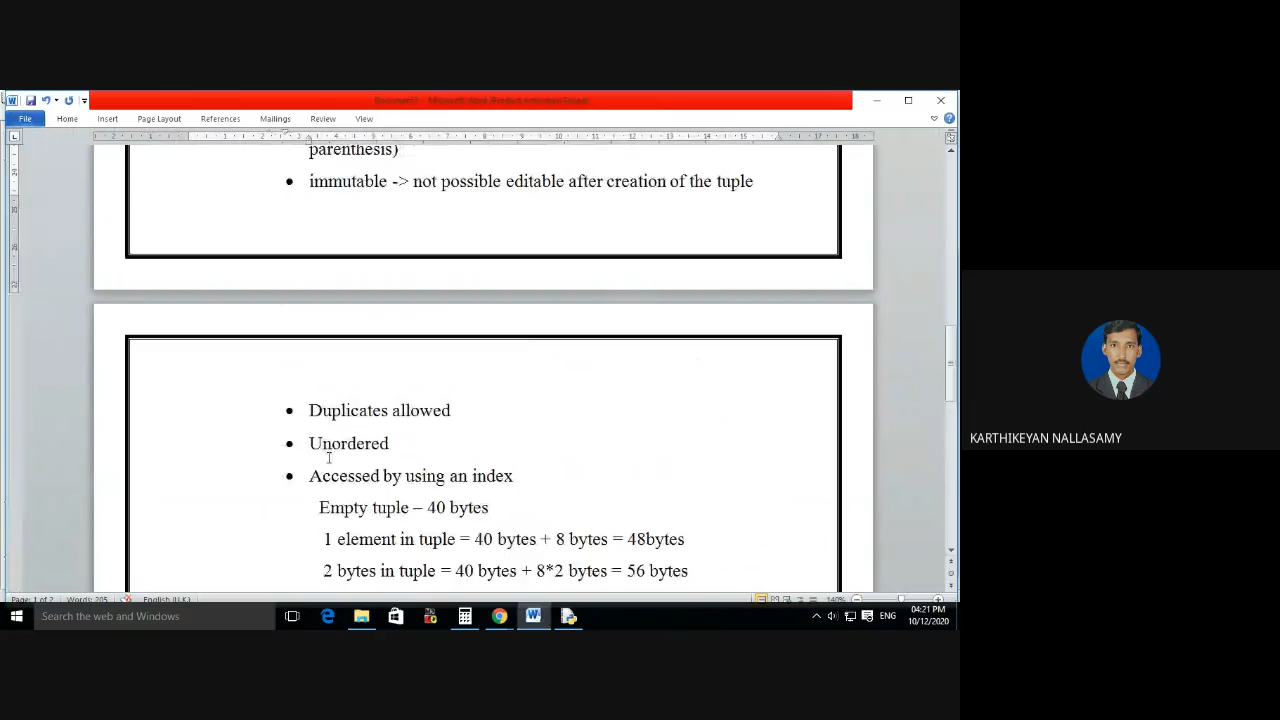 File
Home
Insert
Page Layout
References
Mailings
Review
View
parenthesis)
• immutable -> not possible editable after creation of the tuple
• Duplicates allowed
• Unordered
• Accessed by using an index
Empty tuple – 40 bytes
1 element in tuple = 40 bytes + 8 bytes = 48bytes
2 bytes in tuple = 40 bytes + 8*2 bytes = 56 bytes
Page: 1 of 2 Words: 205 English (U.K.) 140%
Search the web and Windows
ENG
04:21 PM
10/12/2020
KARTHIKEYAN NALLASAMY